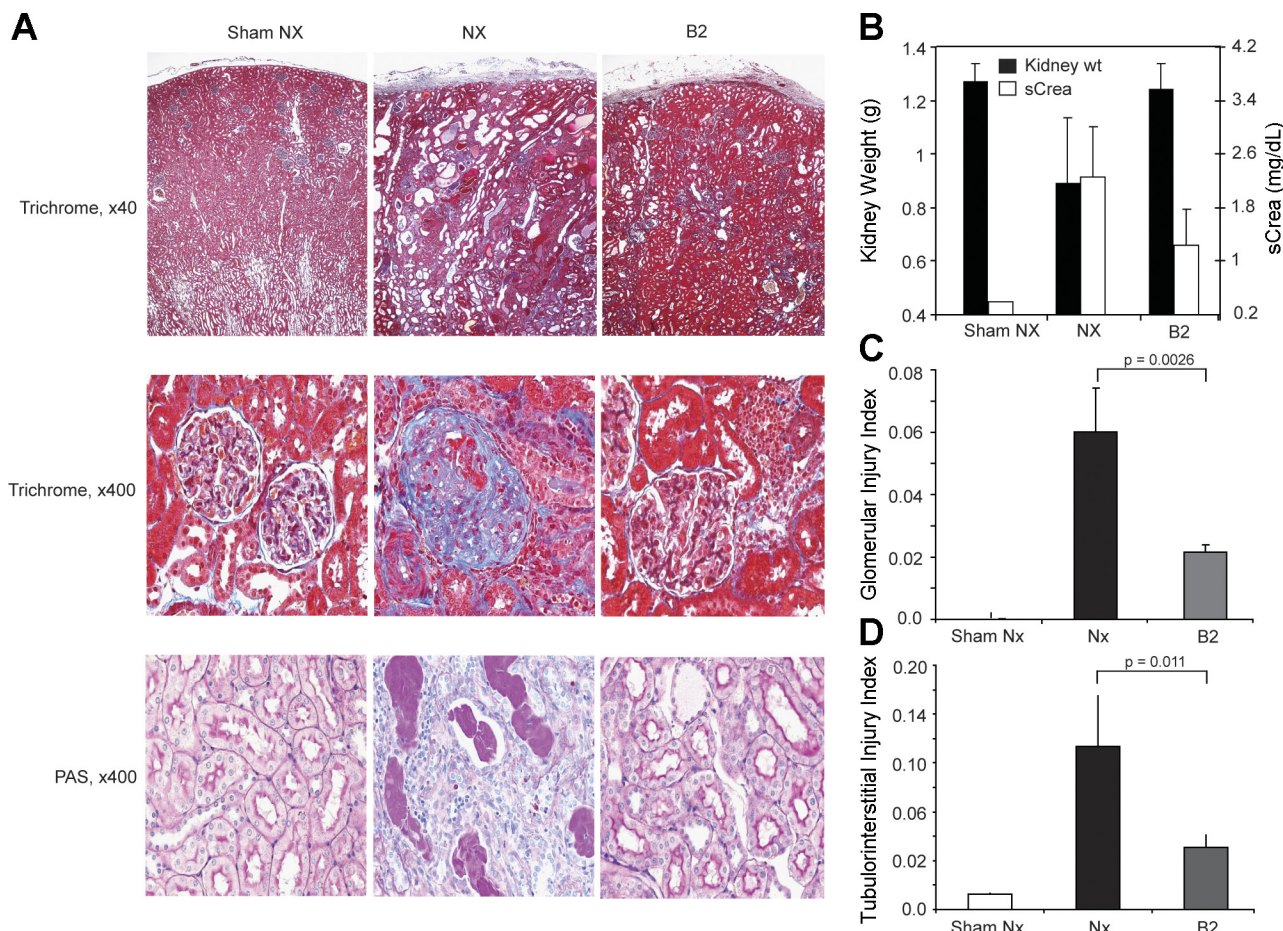 A
Sham NX
NX
B2
Trichrome, x40
Trichrome, x400
PAS, x400
B
Kidney Weight (g)
1.4
1.2
1
0.8
0.6
0.4
Kidney wt
sCrea
4.2
3.4
2.6
1.8
1
0.2
sCrea (mg/dL)
Sham NX
NX
B2
C
Glomerular Injury Index
0.08
0.06
0.04
0.02
0.0
p = 0.0026
Sham Nx
Nx
B2
D
Tubulorinterstitial Injury Index
0.20
0.14
0.10
0.06
0.02
0.0
p = 0.011
Sham Nx
Nx
B2